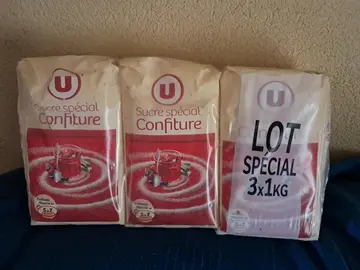 U
Sucre spécial
Confiture
U
Sucre spécial
Confiture
U
LOT
SPÉCIAL
3x1KG